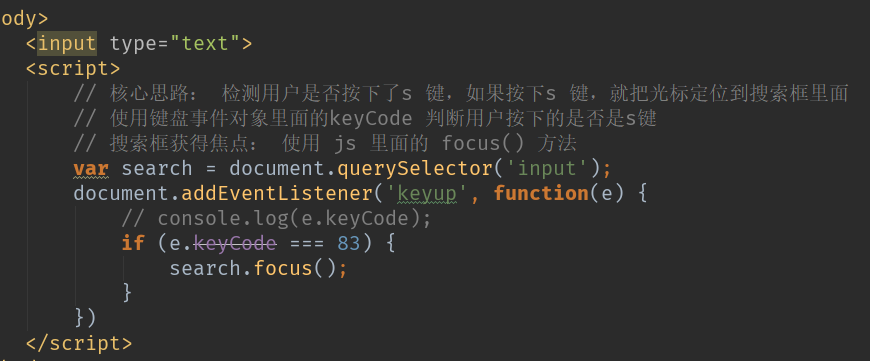 ody>
<input type="text">
<script>
// 核心思路： 检测用户是否按下了s 键，如果按下s 键，就把光标定位到搜索框里面
// 使用键盘事件对象里面的keyCode 判断用户按下的是否是s键
// 搜索框获得焦点： 使用 js 里面的 focus() 方法
var search = document.querySelector('input');
document.addEventListener('keyup', function(e) {
// console.log(e.keyCode);
if (e.keyCode === 83) {
search.focus();
}
})
</script>